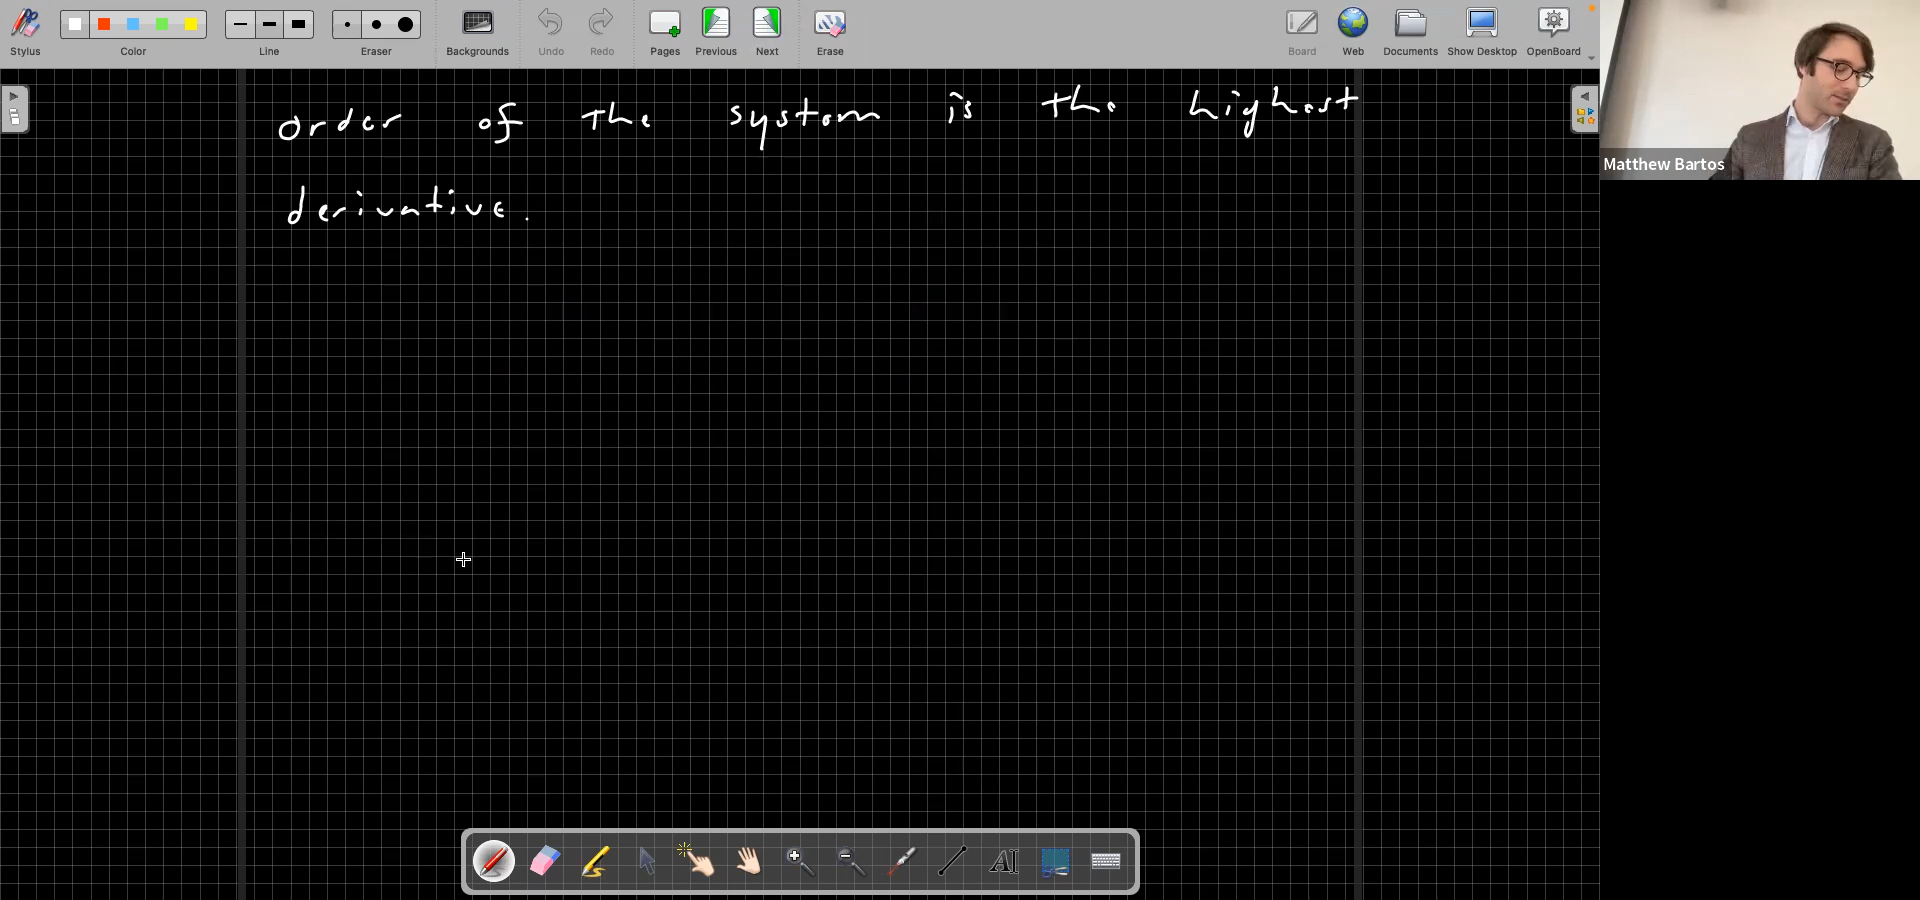 Stylus
Color
Line
Eraser
Backgrounds
Undo
Redo
Pages
Previous
Next
Erase
Board
Web
Documents
Show Desktop
OpenBoard
Matthew Bartos
order of the system is the highest
derivative.
AI